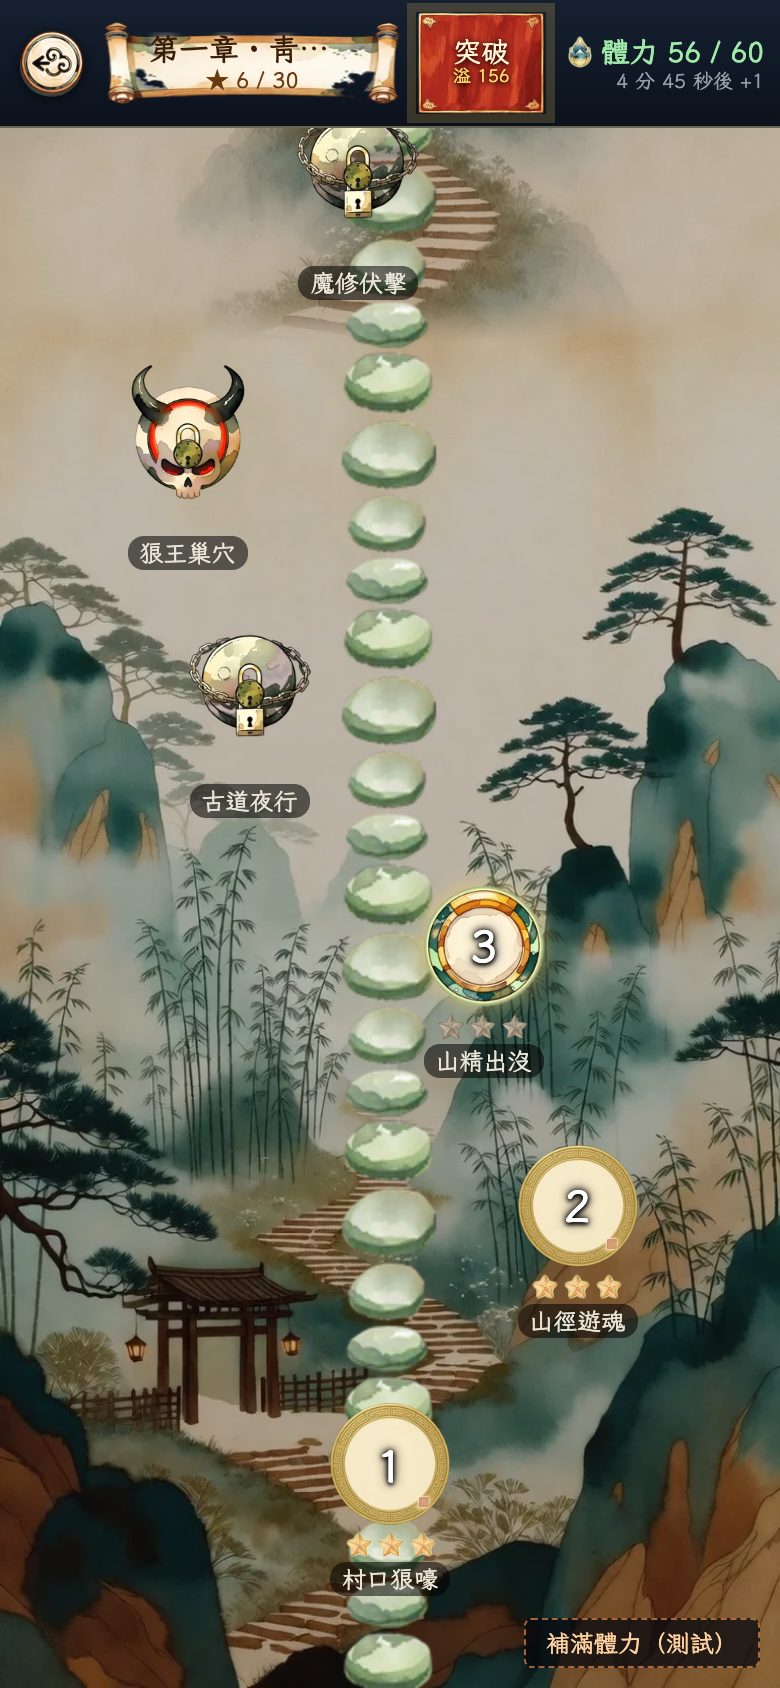 第一章・青…
★ 6 / 30
突破
溢 156
體力 56 / 60
4 分 45 秒後 +1
魔修伏擊
狼王巢穴
古道夜行
3
山精出沒
2
山徑遊魂
1
村口狼嚎
補滿體力（測試）